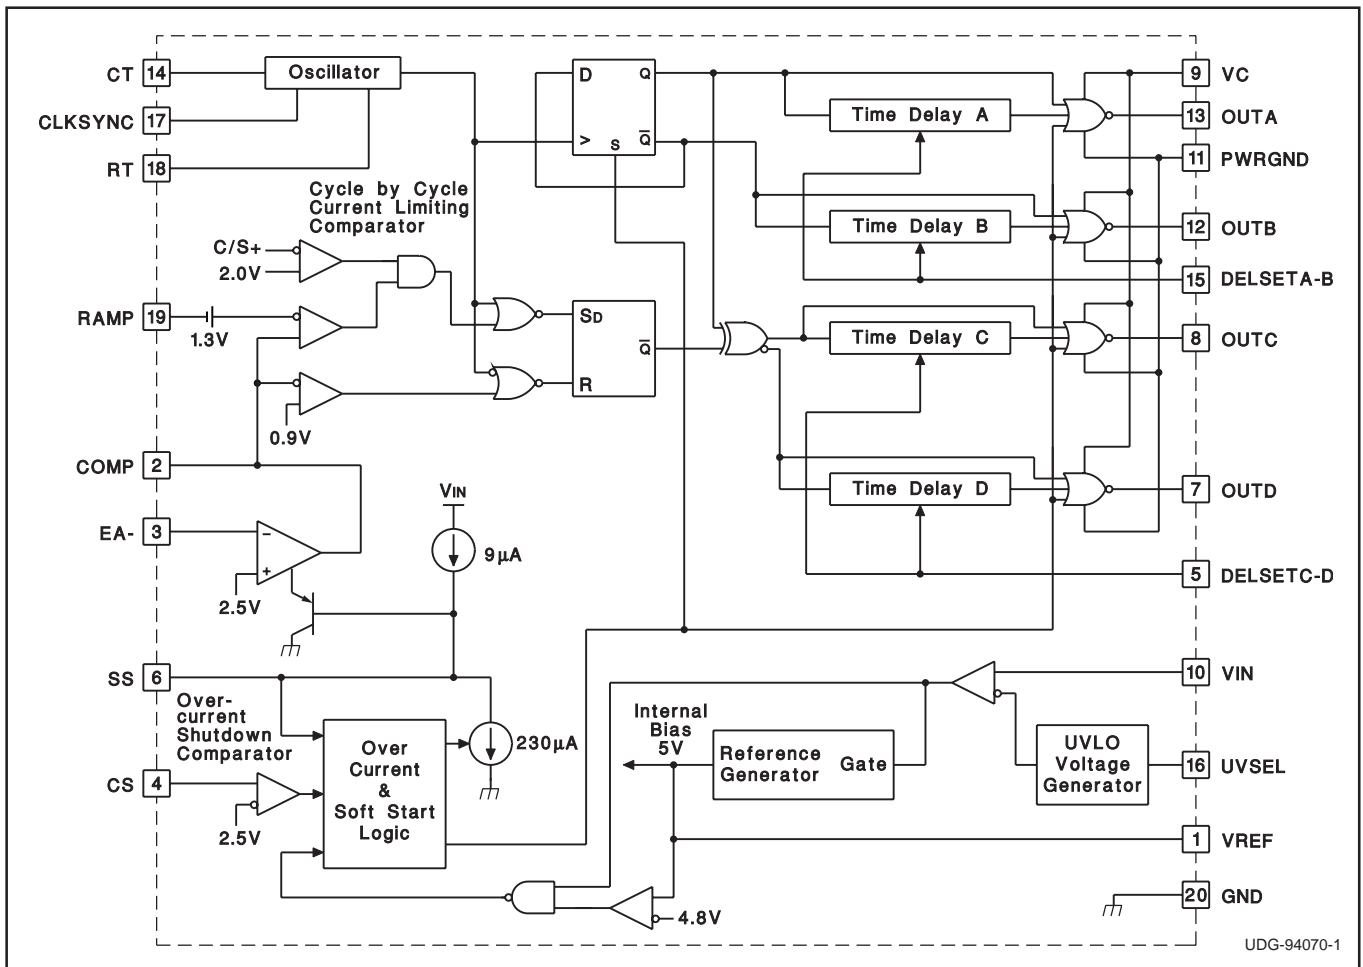 CT 14 Oscillator
CLKSYNC 17
RT 18
D Q
> S Q
Time Delay A
9 VC
13 OUTA
11 PWRGND
Cycle by Cycle
Current Limiting
Comparator
C/S+
2.0V
Time Delay B
12 OUTB
15 DELSETA-B
RAMP 19
1.3V
SD
Q
R
Time Delay C
8 OUTC
0.9V
COMP 2
VIN
9µA
EA- 3
-
+
2.5V
Time Delay D
7 OUTD
5 DELSETC-D
SS 6
Over-
current
Shutdown
Comparator
CS 4
2.5V
Over
Current
&
Soft Start
Logic
230µA
Internal
Bias
5V
Reference
Generator
Gate
UVLO
Voltage
Generator
10 VIN
16 UVSEL
1 VREF
4.8V
20 GND
UDG-94070-1